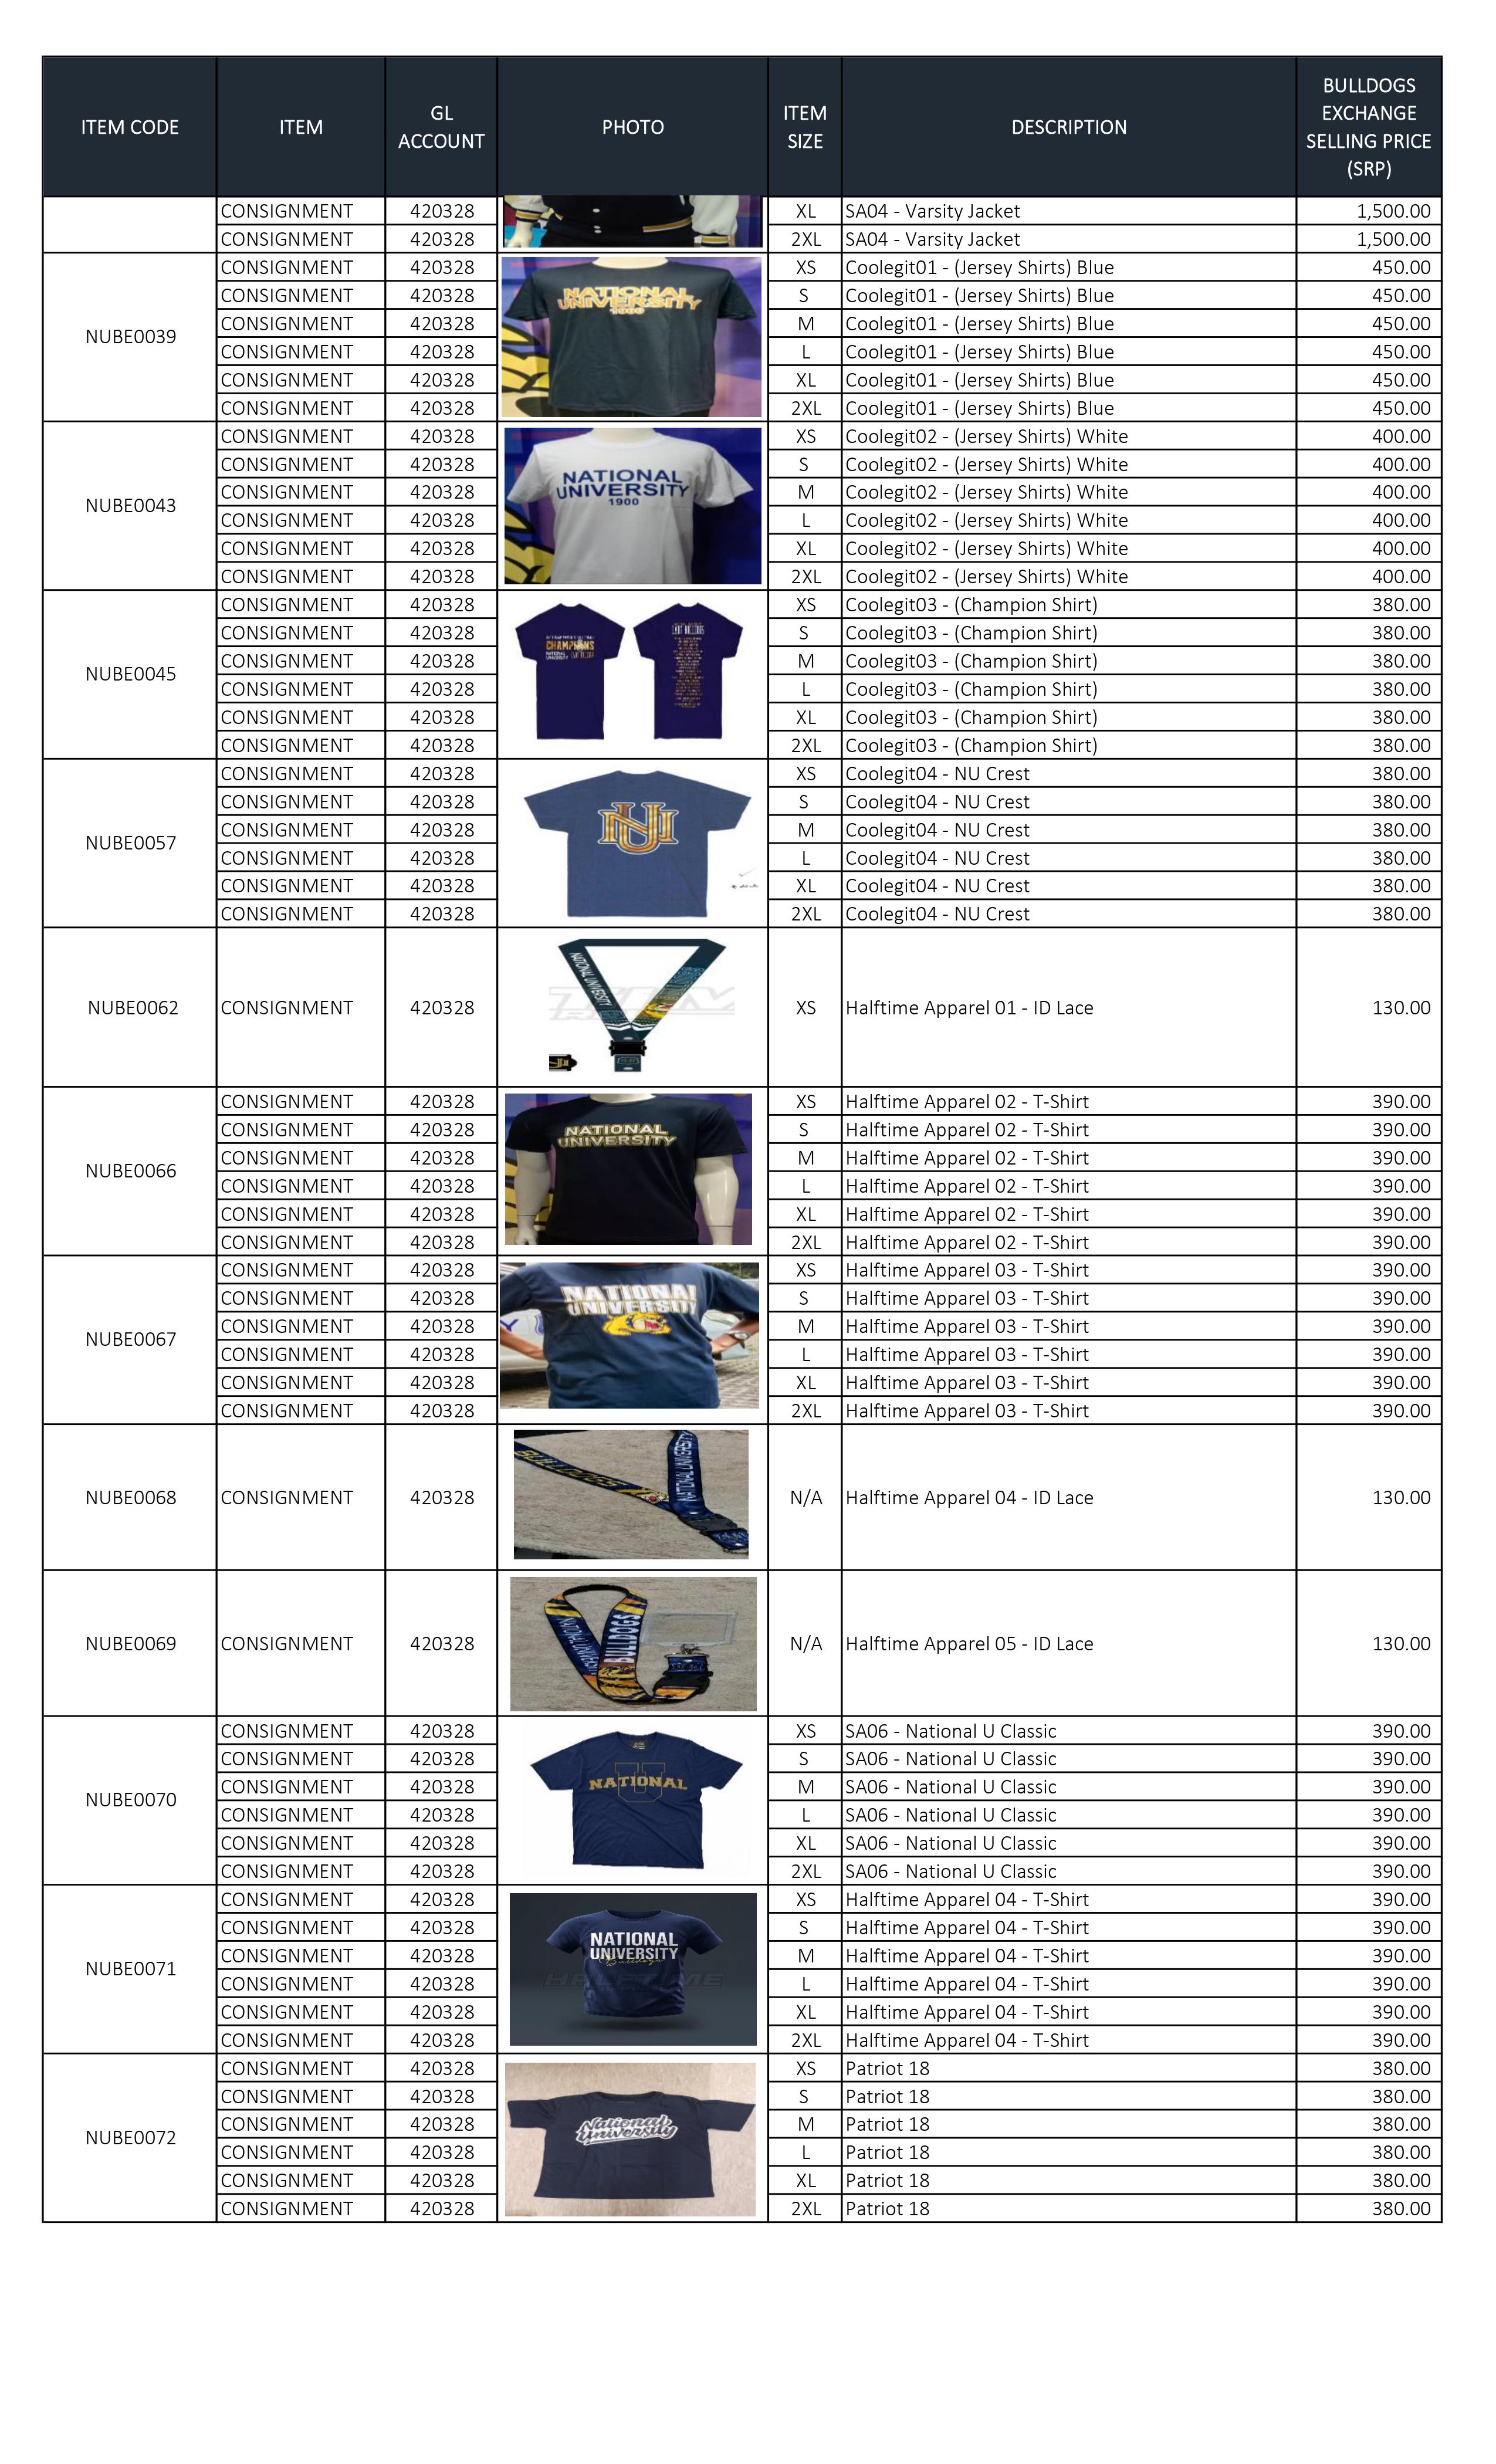 ITEM CODE ITEM GL ACCOUNT PHOTO ITEM SIZE DESCRIPTION BULLDOGS EXCHANGE SELLING PRICE (SRP)
CONSIGNMENT 420328 XL SA04 - Varsity Jacket 1,500.00
CONSIGNMENT 420328 2XL SA04 - Varsity Jacket 1,500.00
NUBE0039
NATIONAL
UNIVERSITY
1900
CONSIGNMENT 420328 XS Coolegit01 - (Jersey Shirts) Blue 450.00
CONSIGNMENT 420328 S Coolegit01 - (Jersey Shirts) Blue 450.00
CONSIGNMENT 420328 M Coolegit01 - (Jersey Shirts) Blue 450.00
CONSIGNMENT 420328 L Coolegit01 - (Jersey Shirts) Blue 450.00
CONSIGNMENT 420328 XL Coolegit01 - (Jersey Shirts) Blue 450.00
CONSIGNMENT 420328 2XL Coolegit01 - (Jersey Shirts) Blue 450.00
NUBE0043
NATIONAL
UNIVERSITY
1900
CONSIGNMENT 420328 XS Coolegit02 - (Jersey Shirts) White 400.00
CONSIGNMENT 420328 S Coolegit02 - (Jersey Shirts) White 400.00
CONSIGNMENT 420328 M Coolegit02 - (Jersey Shirts) White 400.00
CONSIGNMENT 420328 L Coolegit02 - (Jersey Shirts) White 400.00
CONSIGNMENT 420328 XL Coolegit02 - (Jersey Shirts) White 400.00
CONSIGNMENT 420328 2XL Coolegit02 - (Jersey Shirts) White 400.00
NUBE0045
CHAMPIONS
NATIONAL
UNIVERSITY
LADY BULLDOGS
CONSIGNMENT 420328 XS Coolegit03 - (Champion Shirt) 380.00
CONSIGNMENT 420328 S Coolegit03 - (Champion Shirt) 380.00
CONSIGNMENT 420328 M Coolegit03 - (Champion Shirt) 380.00
CONSIGNMENT 420328 L Coolegit03 - (Champion Shirt) 380.00
CONSIGNMENT 420328 XL Coolegit03 - (Champion Shirt) 380.00
CONSIGNMENT 420328 2XL Coolegit03 - (Champion Shirt) 380.00
NUBE0057
NU
CONSIGNMENT 420328 XS Coolegit04 - NU Crest 380.00
CONSIGNMENT 420328 S Coolegit04 - NU Crest 380.00
CONSIGNMENT 420328 M Coolegit04 - NU Crest 380.00
CONSIGNMENT 420328 L Coolegit04 - NU Crest 380.00
CONSIGNMENT 420328 XL Coolegit04 - NU Crest 380.00
CONSIGNMENT 420328 2XL Coolegit04 - NU Crest 380.00
NUBE0062 CONSIGNMENT 420328 XS Halftime Apparel 01 - ID Lace 130.00
NATIONAL UNIVERSITY
NUBE0066
NATIONAL
UNIVERSITY
CONSIGNMENT 420328 XS Halftime Apparel 02 - T-Shirt 390.00
CONSIGNMENT 420328 S Halftime Apparel 02 - T-Shirt 390.00
CONSIGNMENT 420328 M Halftime Apparel 02 - T-Shirt 390.00
CONSIGNMENT 420328 L Halftime Apparel 02 - T-Shirt 390.00
CONSIGNMENT 420328 XL Halftime Apparel 02 - T-Shirt 390.00
CONSIGNMENT 420328 2XL Halftime Apparel 02 - T-Shirt 390.00
NUBE0067
NATIONAL
UNIVERSITY
CONSIGNMENT 420328 XS Halftime Apparel 03 - T-Shirt 390.00
CONSIGNMENT 420328 S Halftime Apparel 03 - T-Shirt 390.00
CONSIGNMENT 420328 M Halftime Apparel 03 - T-Shirt 390.00
CONSIGNMENT 420328 L Halftime Apparel 03 - T-Shirt 390.00
CONSIGNMENT 420328 XL Halftime Apparel 03 - T-Shirt 390.00
CONSIGNMENT 420328 2XL Halftime Apparel 03 - T-Shirt 390.00
NUBE0068 CONSIGNMENT 420328 N/A Halftime Apparel 04 - ID Lace 130.00
BULLDOGS
NATIONAL UNIVERSITY
NUBE0069 CONSIGNMENT 420328 N/A Halftime Apparel 05 - ID Lace 130.00
NATIONAL UNIVERSITY
BULLDOGS
NUBE0070
U
NATIONAL
CONSIGNMENT 420328 XS SA06 - National U Classic 390.00
CONSIGNMENT 420328 S SA06 - National U Classic 390.00
CONSIGNMENT 420328 M SA06 - National U Classic 390.00
CONSIGNMENT 420328 L SA06 - National U Classic 390.00
CONSIGNMENT 420328 XL SA06 - National U Classic 390.00
CONSIGNMENT 420328 2XL SA06 - National U Classic 390.00
NUBE0071
NATIONAL
UNIVERSITY
Bulldogs
HALFTIME
CONSIGNMENT 420328 XS Halftime Apparel 04 - T-Shirt 390.00
CONSIGNMENT 420328 S Halftime Apparel 04 - T-Shirt 390.00
CONSIGNMENT 420328 M Halftime Apparel 04 - T-Shirt 390.00
CONSIGNMENT 420328 L Halftime Apparel 04 - T-Shirt 390.00
CONSIGNMENT 420328 XL Halftime Apparel 04 - T-Shirt 390.00
CONSIGNMENT 420328 2XL Halftime Apparel 04 - T-Shirt 390.00
NUBE0072
National
University
CONSIGNMENT 420328 XS Patriot 18 380.00
CONSIGNMENT 420328 S Patriot 18 380.00
CONSIGNMENT 420328 M Patriot 18 380.00
CONSIGNMENT 420328 L Patriot 18 380.00
CONSIGNMENT 420328 XL Patriot 18 380.00
CONSIGNMENT 420328 2XL Patriot 18 380.00